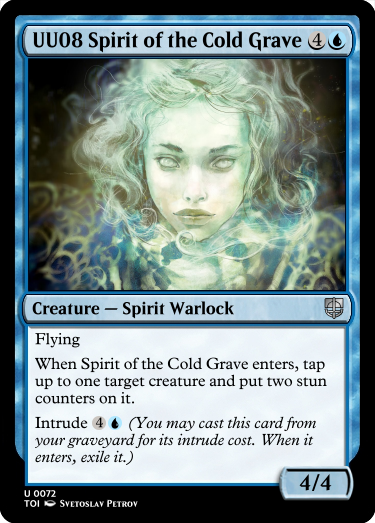 UU08 Spirit of the Cold Grave 4
Creature — Spirit Warlock
Flying
When Spirit of the Cold Grave enters, tap
up to one target creature and put two stun
counters on it.
Intrude 4 (You may cast this card from
your graveyard for its intrude cost. When it
enters, exile it.)
4/4
U 0072
TOI Svetoslav Petrov